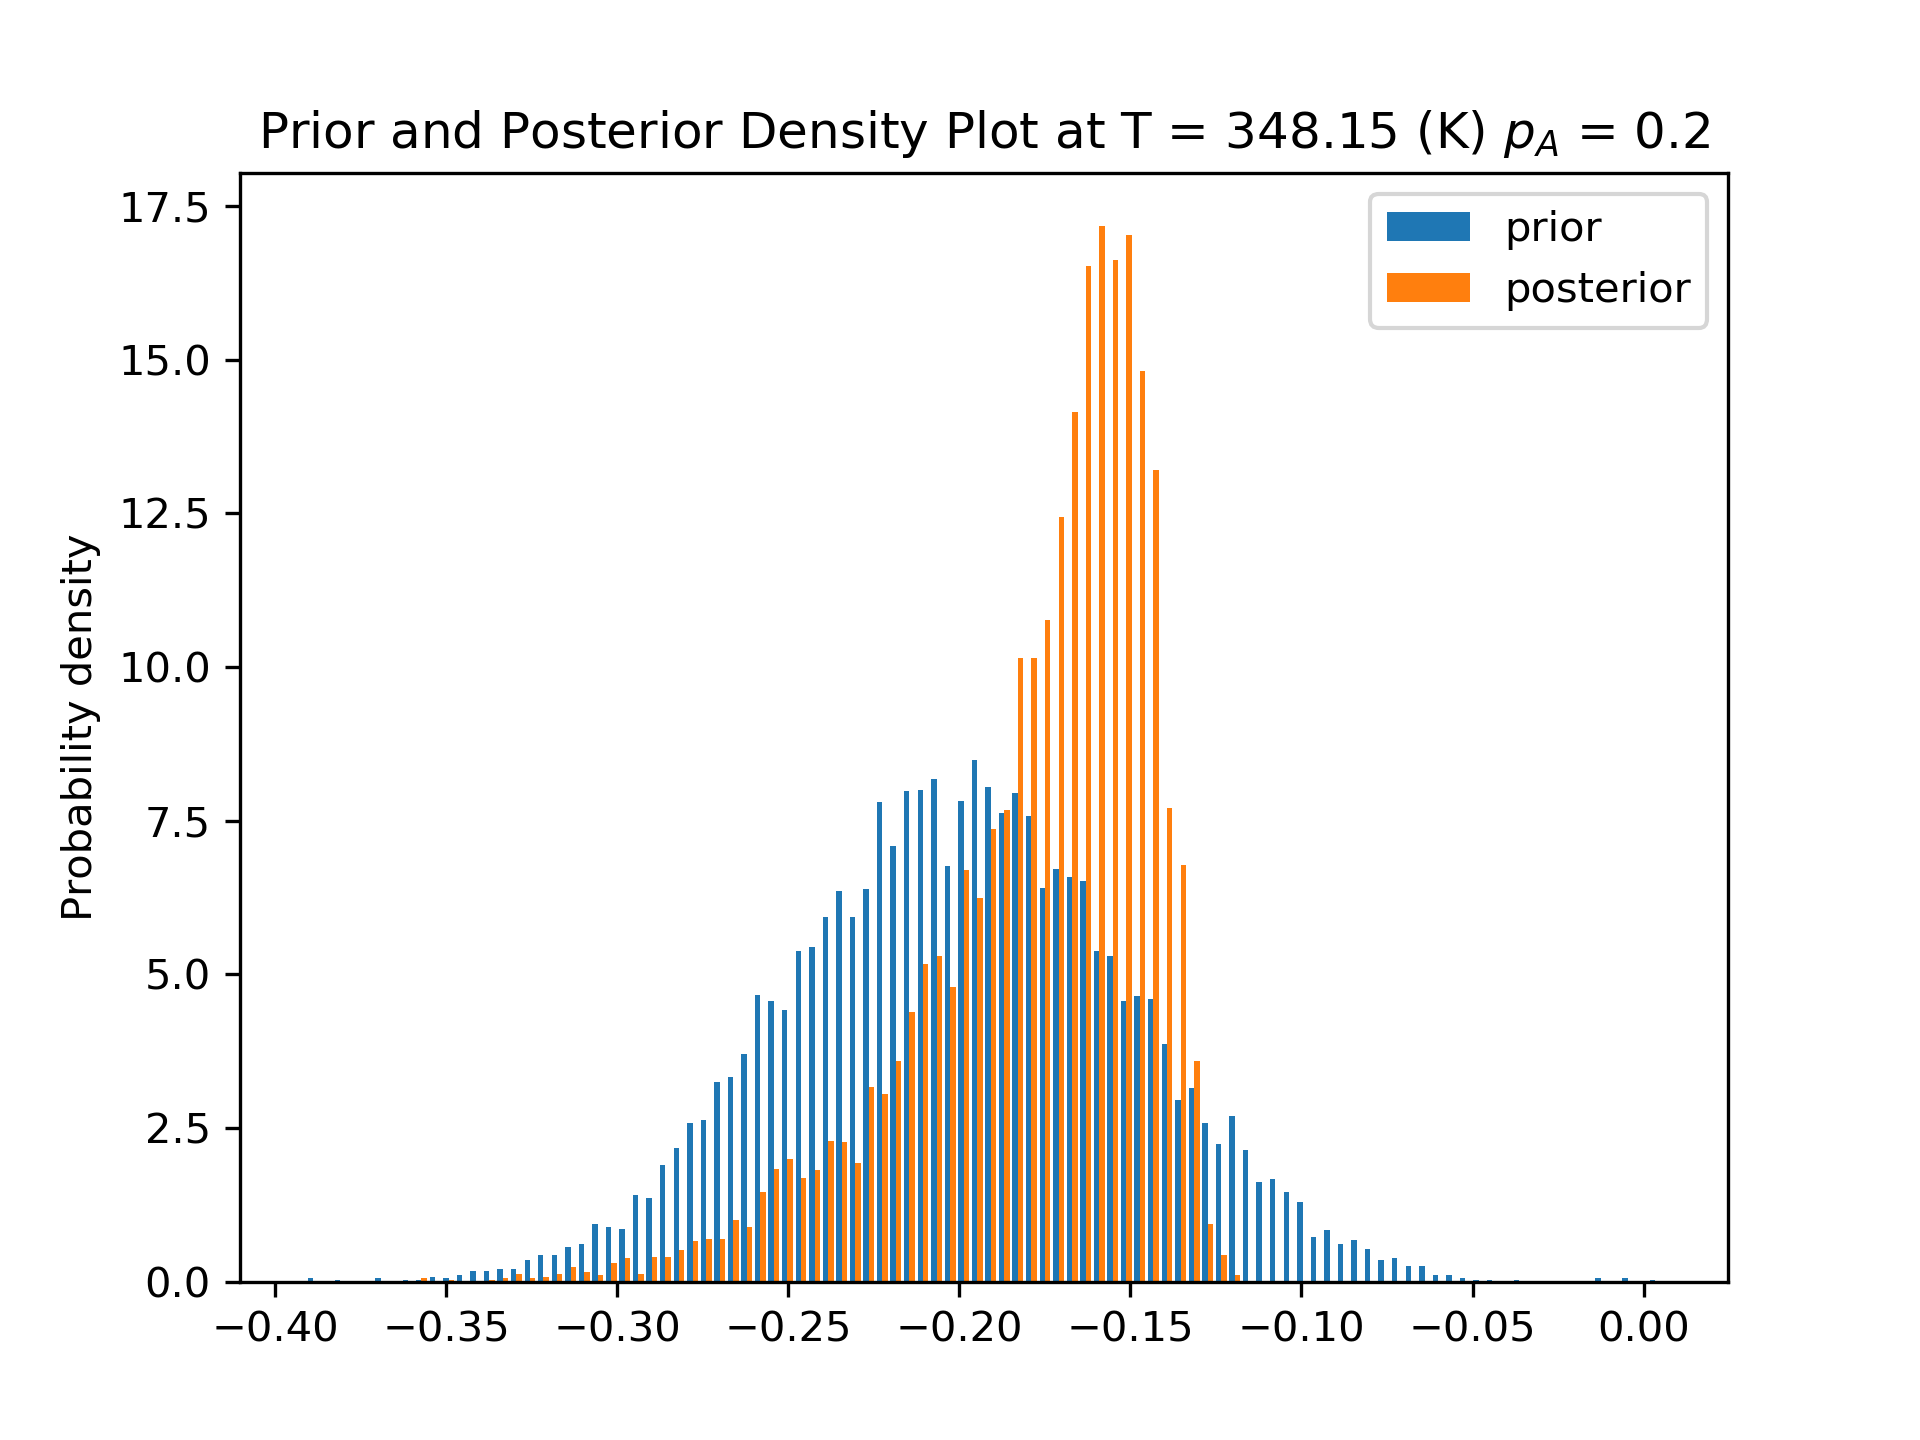 Prior and Posterior Density Plot at T = 348.15 (K) p_A = 0.2
prior
posterior
Probability density
17.5
15.0
12.5
10.0
7.5
5.0
2.5
0.0
−0.40 −0.35 −0.30 −0.25 −0.20 −0.15 −0.10 −0.05 0.00